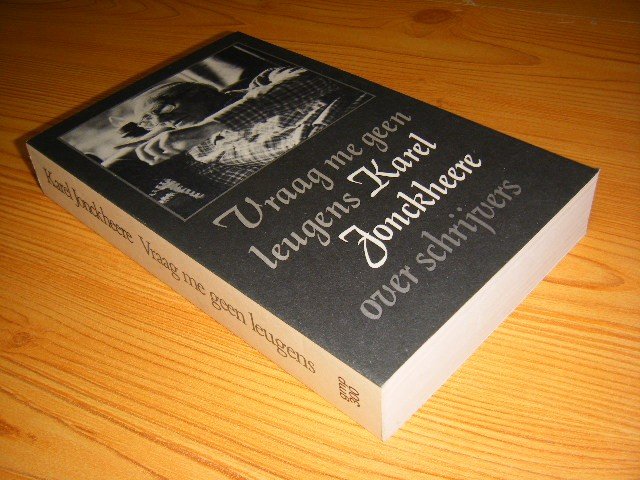 Vraag me geen
leugens Karel
Jonckheere
over schrijvers
Karel Jonckheere Vraag me geen leugens